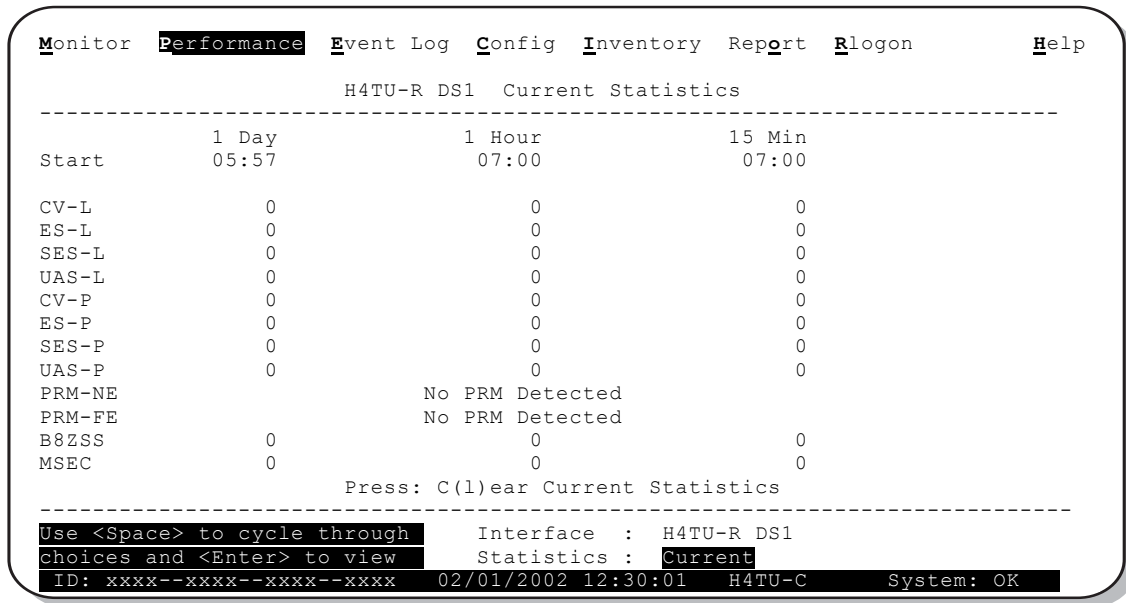 Monitor Performance Event Log Config Inventory Report Rlogon Help
H4TU-R DS1 Current Statistics
--------------------------------------------------------------------------------
1 Day 1 Hour 15 Min
Start 05:57 07:00 07:00
CV-L 0 0 0
ES-L 0 0 0
SES-L 0 0 0
UAS-L 0 0 0
CV-P 0 0 0
ES-P 0 0 0
SES-P 0 0 0
UAS-P 0 0 0
PRM-NE No PRM Detected
PRM-FE No PRM Detected
B8ZSS 0 0 0
MSEC 0 0 0
Press: C(l)ear Current Statistics
--------------------------------------------------------------------------------
Use <Space> to cycle through Interface : H4TU-R DS1
choices and <Enter> to view Statistics : Current
ID: xxxx--xxxx--xxxx--xxxx 02/01/2002 12:30:01 H4TU-C System: OK